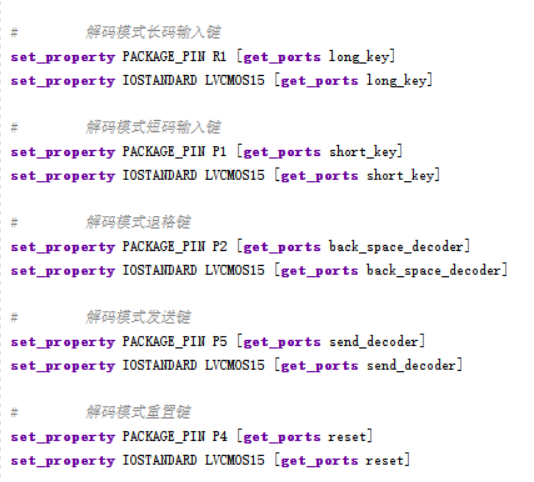 #        解码模式长码输入键
set_property PACKAGE_PIN R1 [get_ports long_key]
set_property IOSTANDARD LVCMOS15 [get_ports long_key]
#        解码模式短码输入键
set_property PACKAGE_PIN P1 [get_ports short_key]
set_property IOSTANDARD LVCMOS15 [get_ports short_key]
#        解码模式退格键
set_property PACKAGE_PIN P2 [get_ports back_space_decoder]
set_property IOSTANDARD LVCMOS15 [get_ports back_space_decoder]
#        解码模式发送键
set_property PACKAGE_PIN P5 [get_ports send_decoder]
set_property IOSTANDARD LVCMOS15 [get_ports send_decoder]
#        解码模式重置键
set_property PACKAGE_PIN P4 [get_ports reset]
set_property IOSTANDARD LVCMOS15 [get_ports reset]